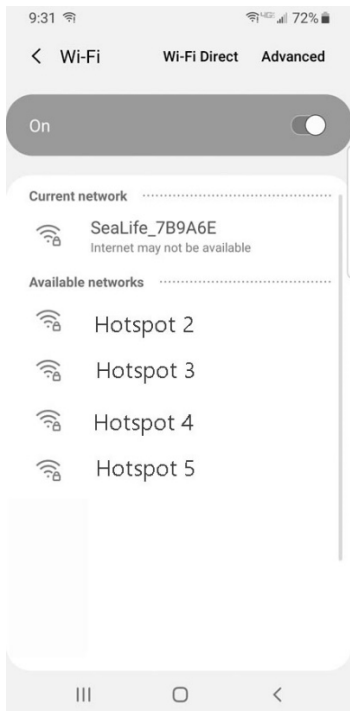 9:31 4GE 72%
Wi-Fi Wi-Fi Direct Advanced
On
Current network
SeaLife_7B9A6E
Internet may not be available
Available networks
Hotspot 2
Hotspot 3
Hotspot 4
Hotspot 5